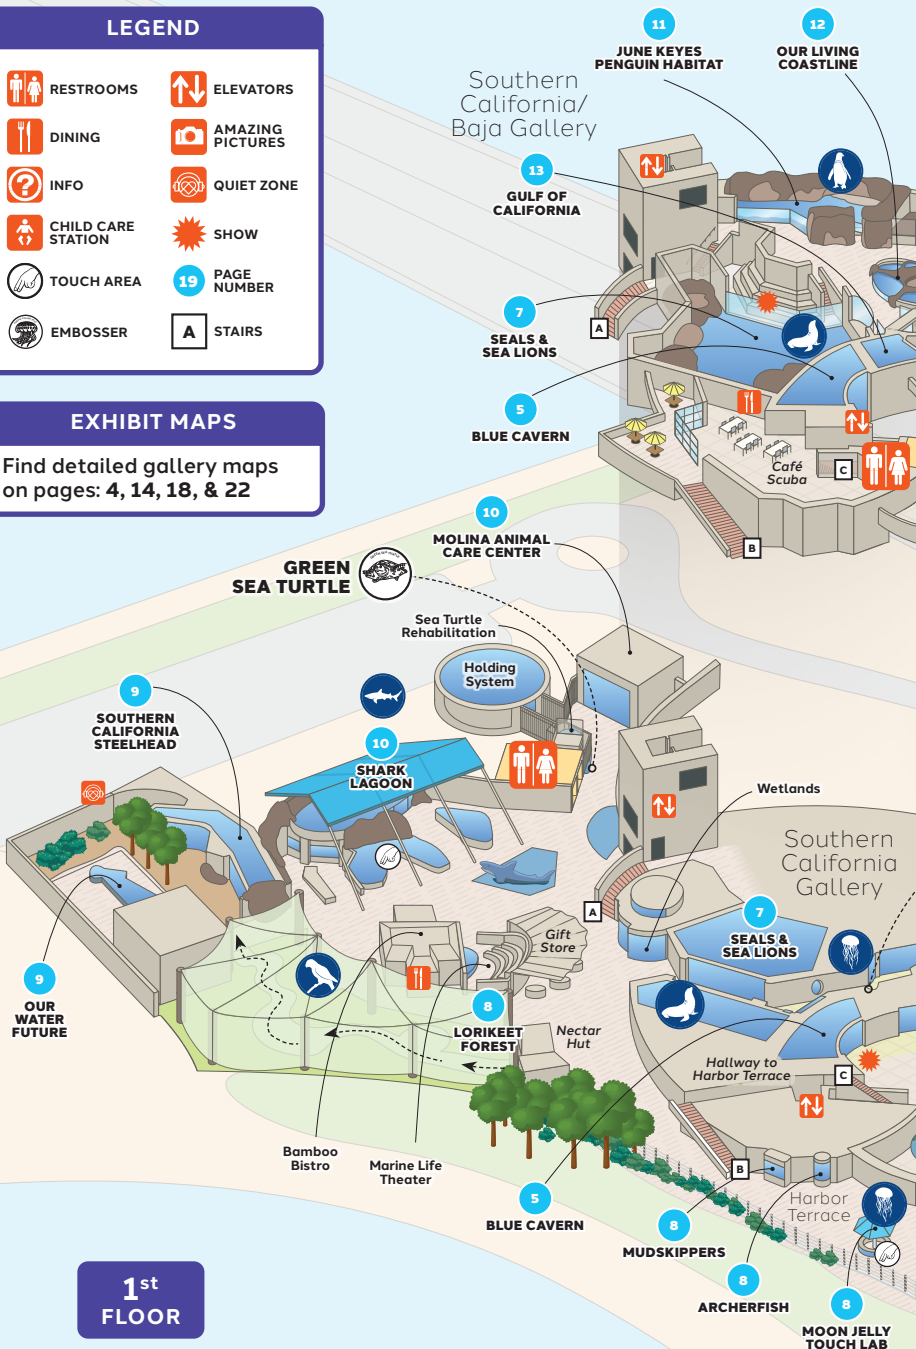 LEGEND
RESTROOMS
ELEVATORS
DINING
AMAZING
PICTURES
INFO
QUIET ZONE
CHILD CARE
STATION
SHOW
TOUCH AREA
19
PAGE
NUMBER
EMBOSSER
A
STAIRS
EXHIBIT MAPS
Find detailed gallery maps
on pages: 4, 14, 18, & 22
11
JUNE KEYES
PENGUIN HABITAT
12
OUR LIVING
COASTLINE
Southern
California/
Baja Gallery
13
GULF OF
CALIFORNIA
7
SEALS &
SEA LIONS
A
5
BLUE CAVERN
Café
Scuba
C
B
10
MOLINA ANIMAL
CARE CENTER
GREEN
SEA TURTLE
Sea Turtle
Rehabilitation
Holding
System
9
SOUTHERN
CALIFORNIA
STEELHEAD
10
SHARK
LAGOON
Wetlands
Southern
California
Gallery
A
7
SEALS &
SEA LIONS
Gift
Store
9
OUR
WATER
FUTURE
8
LORIKEET
FOREST
Nectar
Hut
Hallway to
Harbor Terrace
C
Bamboo
Bistro
Marine Life
Theater
B
5
BLUE CAVERN
Harbor
Terrace
8
MUDSKIPPERS
8
ARCHERFISH
8
MOON JELLY
TOUCH LAB
1st
FLOOR